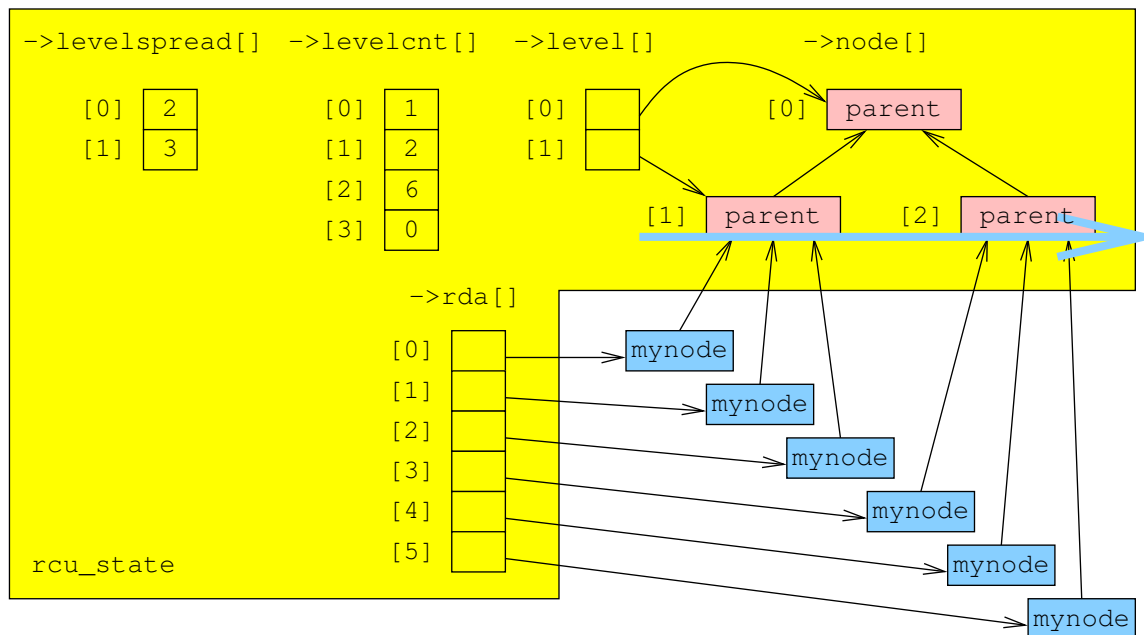 ->levelspread[] ->levelcnt[] ->level[] ->node[]
[0] 2 [0] 1 [0] [0] parent
[1] 3 [1] 2 [1]
[2] 6
[1] parent [2] parent
[3] 0
->rda[]
[0] mynode
[1] mynode
[2] mynode
[3] mynode
[4] mynode
[5]
rcu_state
mynode